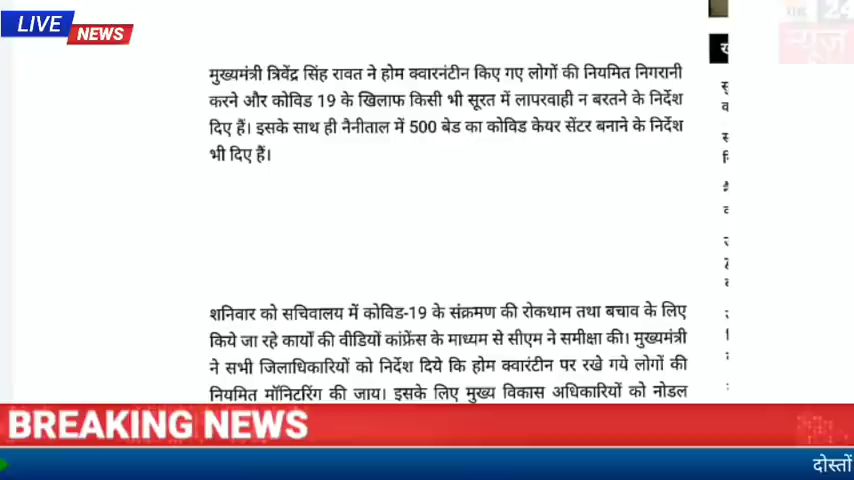 LIVE
NEWS
24
न्यूज
मुख्यमंत्री त्रिवेंद्र सिंह रावत ने होम क्वारनंटीन किए गए लोगों की नियमित निगरानी
करने और कोविड 19 के खिलाफ किसी भी सूरत में लापरवाही न बरतने के निर्देश
दिए हैं। इसके साथ ही नैनीताल में 500 बेड का कोविड केयर सेंटर बनाने के निर्देश
भी दिए हैं।
शनिवार को सचिवालय में कोविड-19 के संक्रमण की रोकथाम तथा बचाव के लिए
किये जा रहे कार्यों की वीडियों कांफ्रेंस के माध्यम से सीएम ने समीक्षा की। मुख्यमंत्री
ने सभी जिलाधिकारियों को निर्देश दिये कि होम क्वारंटीन पर रखे गये लोगों की
नियमित मॉनिटरिंग की जाय। इसके लिए मुख्य विकास अधिकारियों को नोडल
BREAKING NEWS
दोस्तों